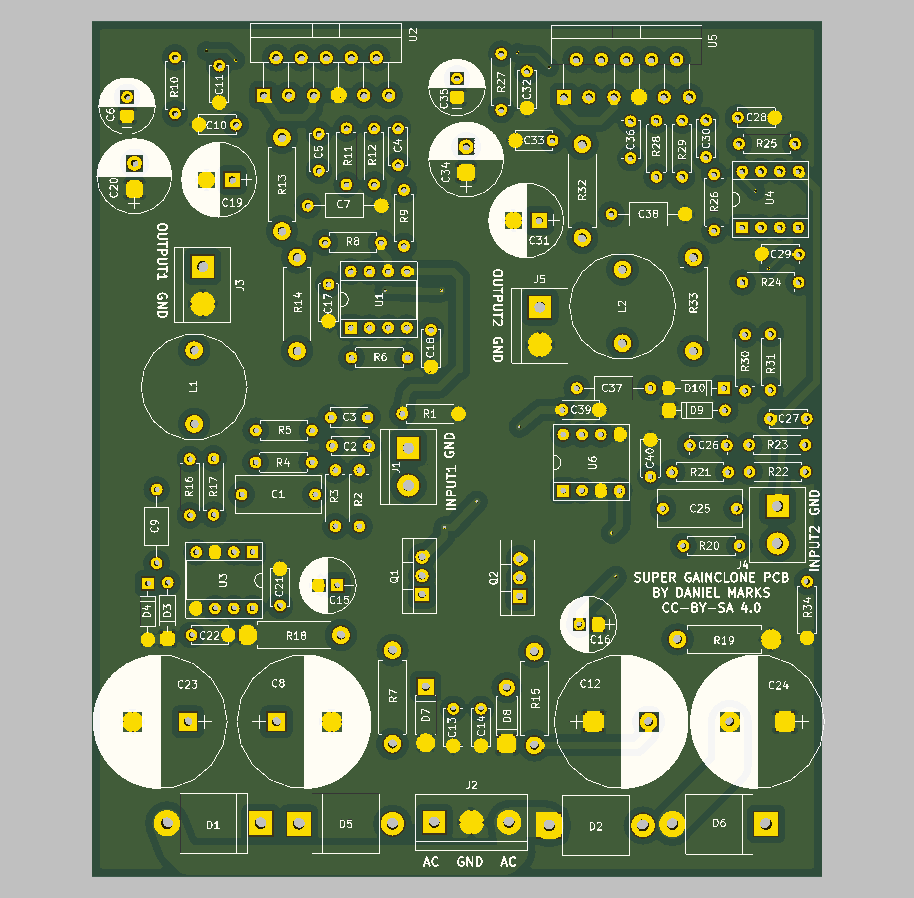 U2
U5
R10
C11
C6
C10
C35
R27
C32
C36
R28
R29
C30
C28
R25
C33
C5
R11
R12
C4
C20
C19
R13
C34
R32
R26
U4
C7
R9
C38
C31
R8
C29
OUTPUT1 GND
J3
R14
C17
U1
OUTPUT2 GND
J5
L2
R33
R24
R6
C18
R30
R31
L1
C37
D10
C3
R1
C39
D9
C27
R5
C2
C26
R23
R4
J1
INPUT1 GND
U6
C40
R21
R22
R16
R17
C1
R3
R2
C25
INPUT2 GND
C9
R20
J4
U3
C21
C15
Q1
Q2
SUPER GAINCLONE PCB
BY DANIEL MARKS
CC-BY-SA 4.0
D4
D3
C22
R18
C16
R19
R34
C23
C8
R7
D7
C13
C14
D8
R15
C12
C24
J2
D1
D5
D2
D6
AC GND AC